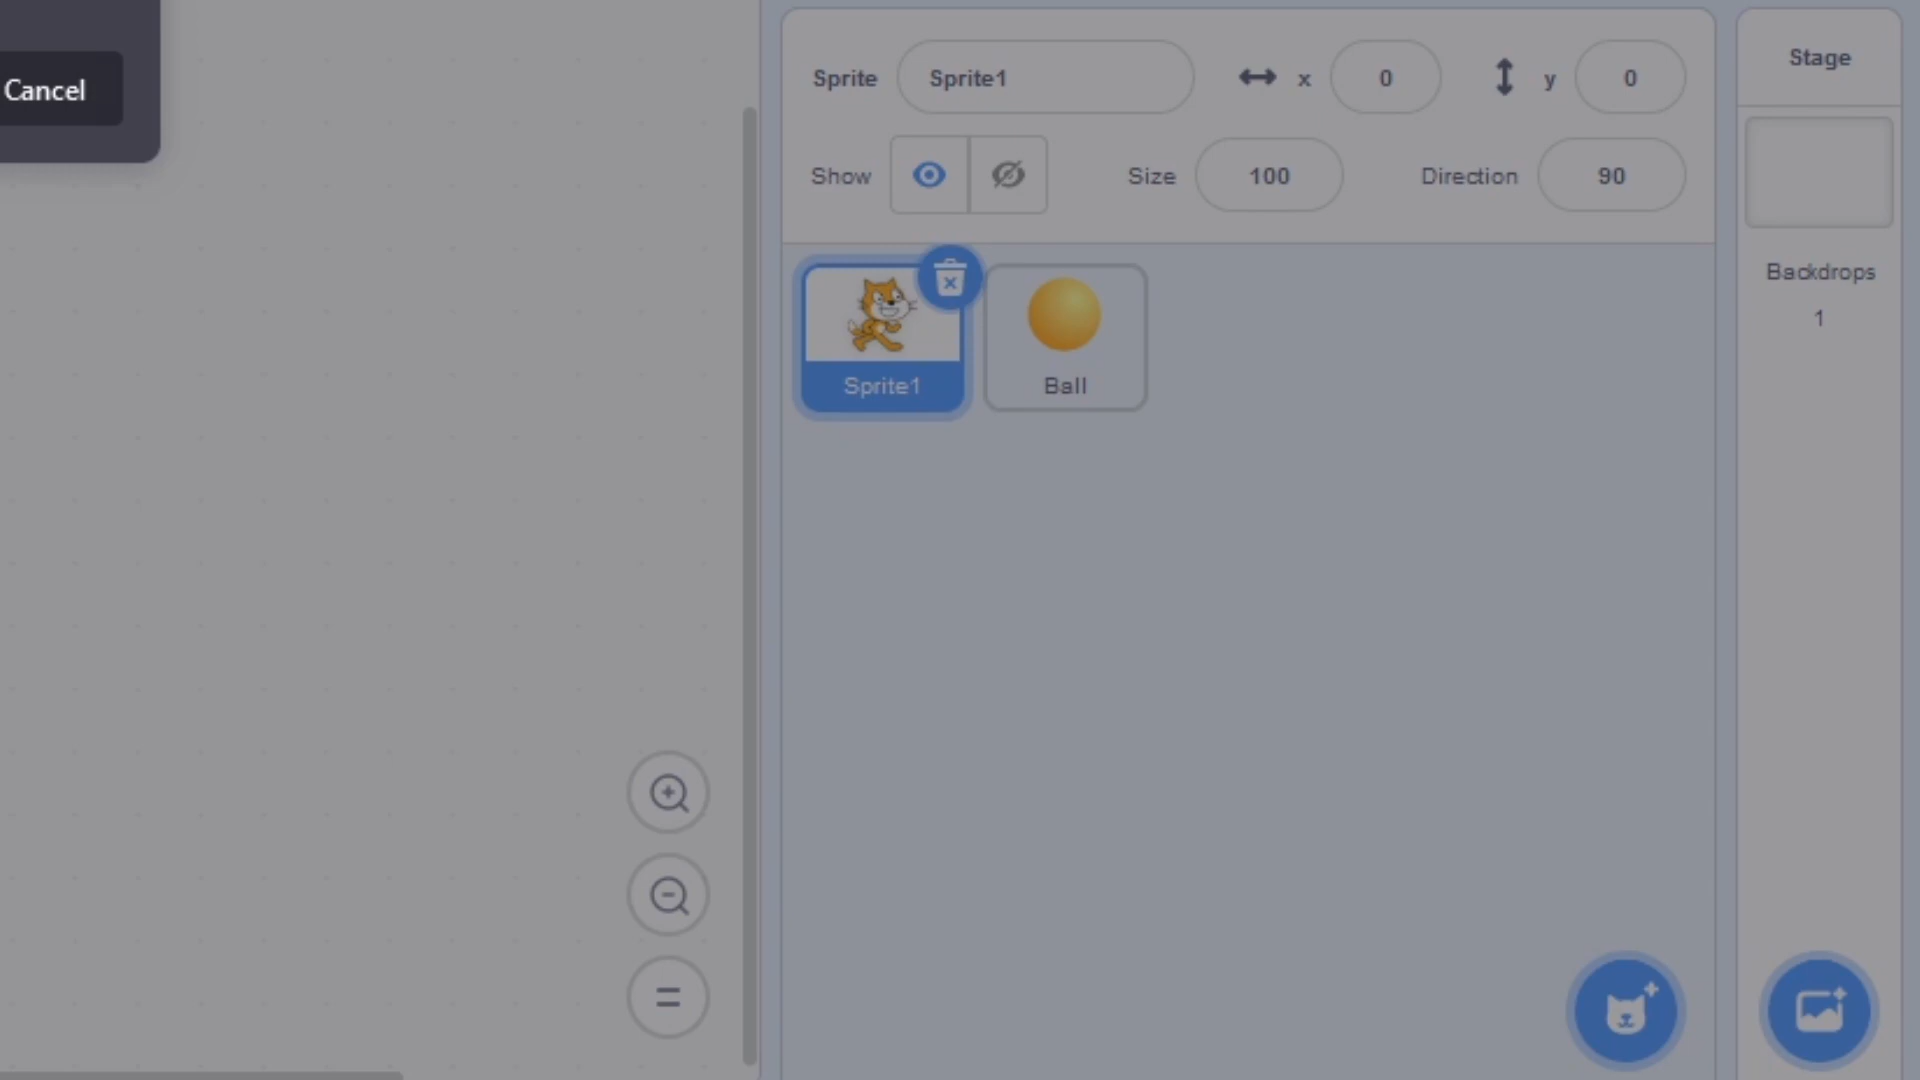 Cancel
Sprite Sprite1 x 0 y 0
Show Size 100 Direction 90
Sprite1
Ball
Stage
Backdrops
1